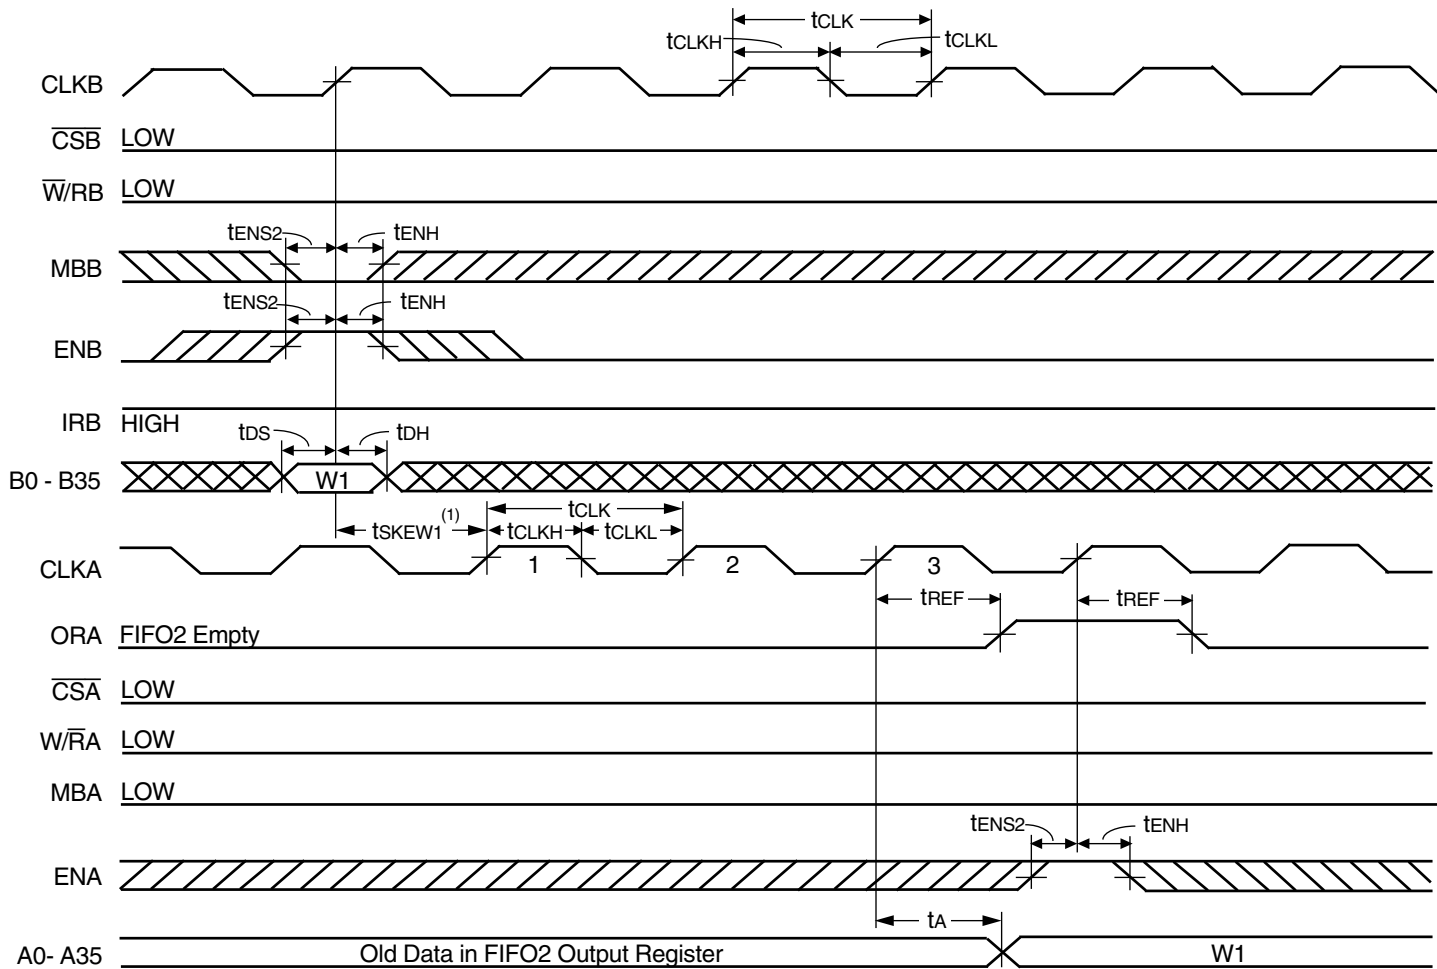 tCLK
tCLKH
tCLKL
CLKB
CSB LOW
W/RB LOW
tENS2 tENH
MBB
tENS2 tENH
ENB
IRB HIGH
tDS tDH
B0 - B35 W1
tCLK
tSKEW1(1) tCLKH tCLKL
CLKA 1 2 3
tREF tREF
ORA FIFO2 Empty
CSA LOW
W/RA LOW
MBA LOW
tENS2 tENH
ENA
tA
A0- A35 Old Data in FIFO2 Output Register W1